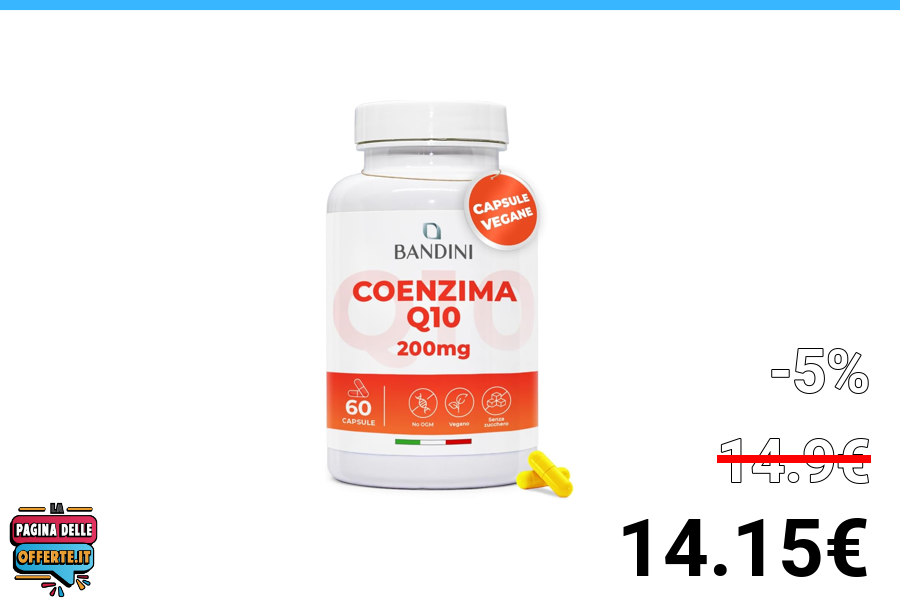 CAPSULE
VEGANE
BANDINI
Q10
COENZIMA
Q10
200mg
60
CAPSULE
No OGM
Vegano
Senza
zucchero
-5%
14.9€
14.15€
LA
PAGINA DELLE
OFFERTE.IT